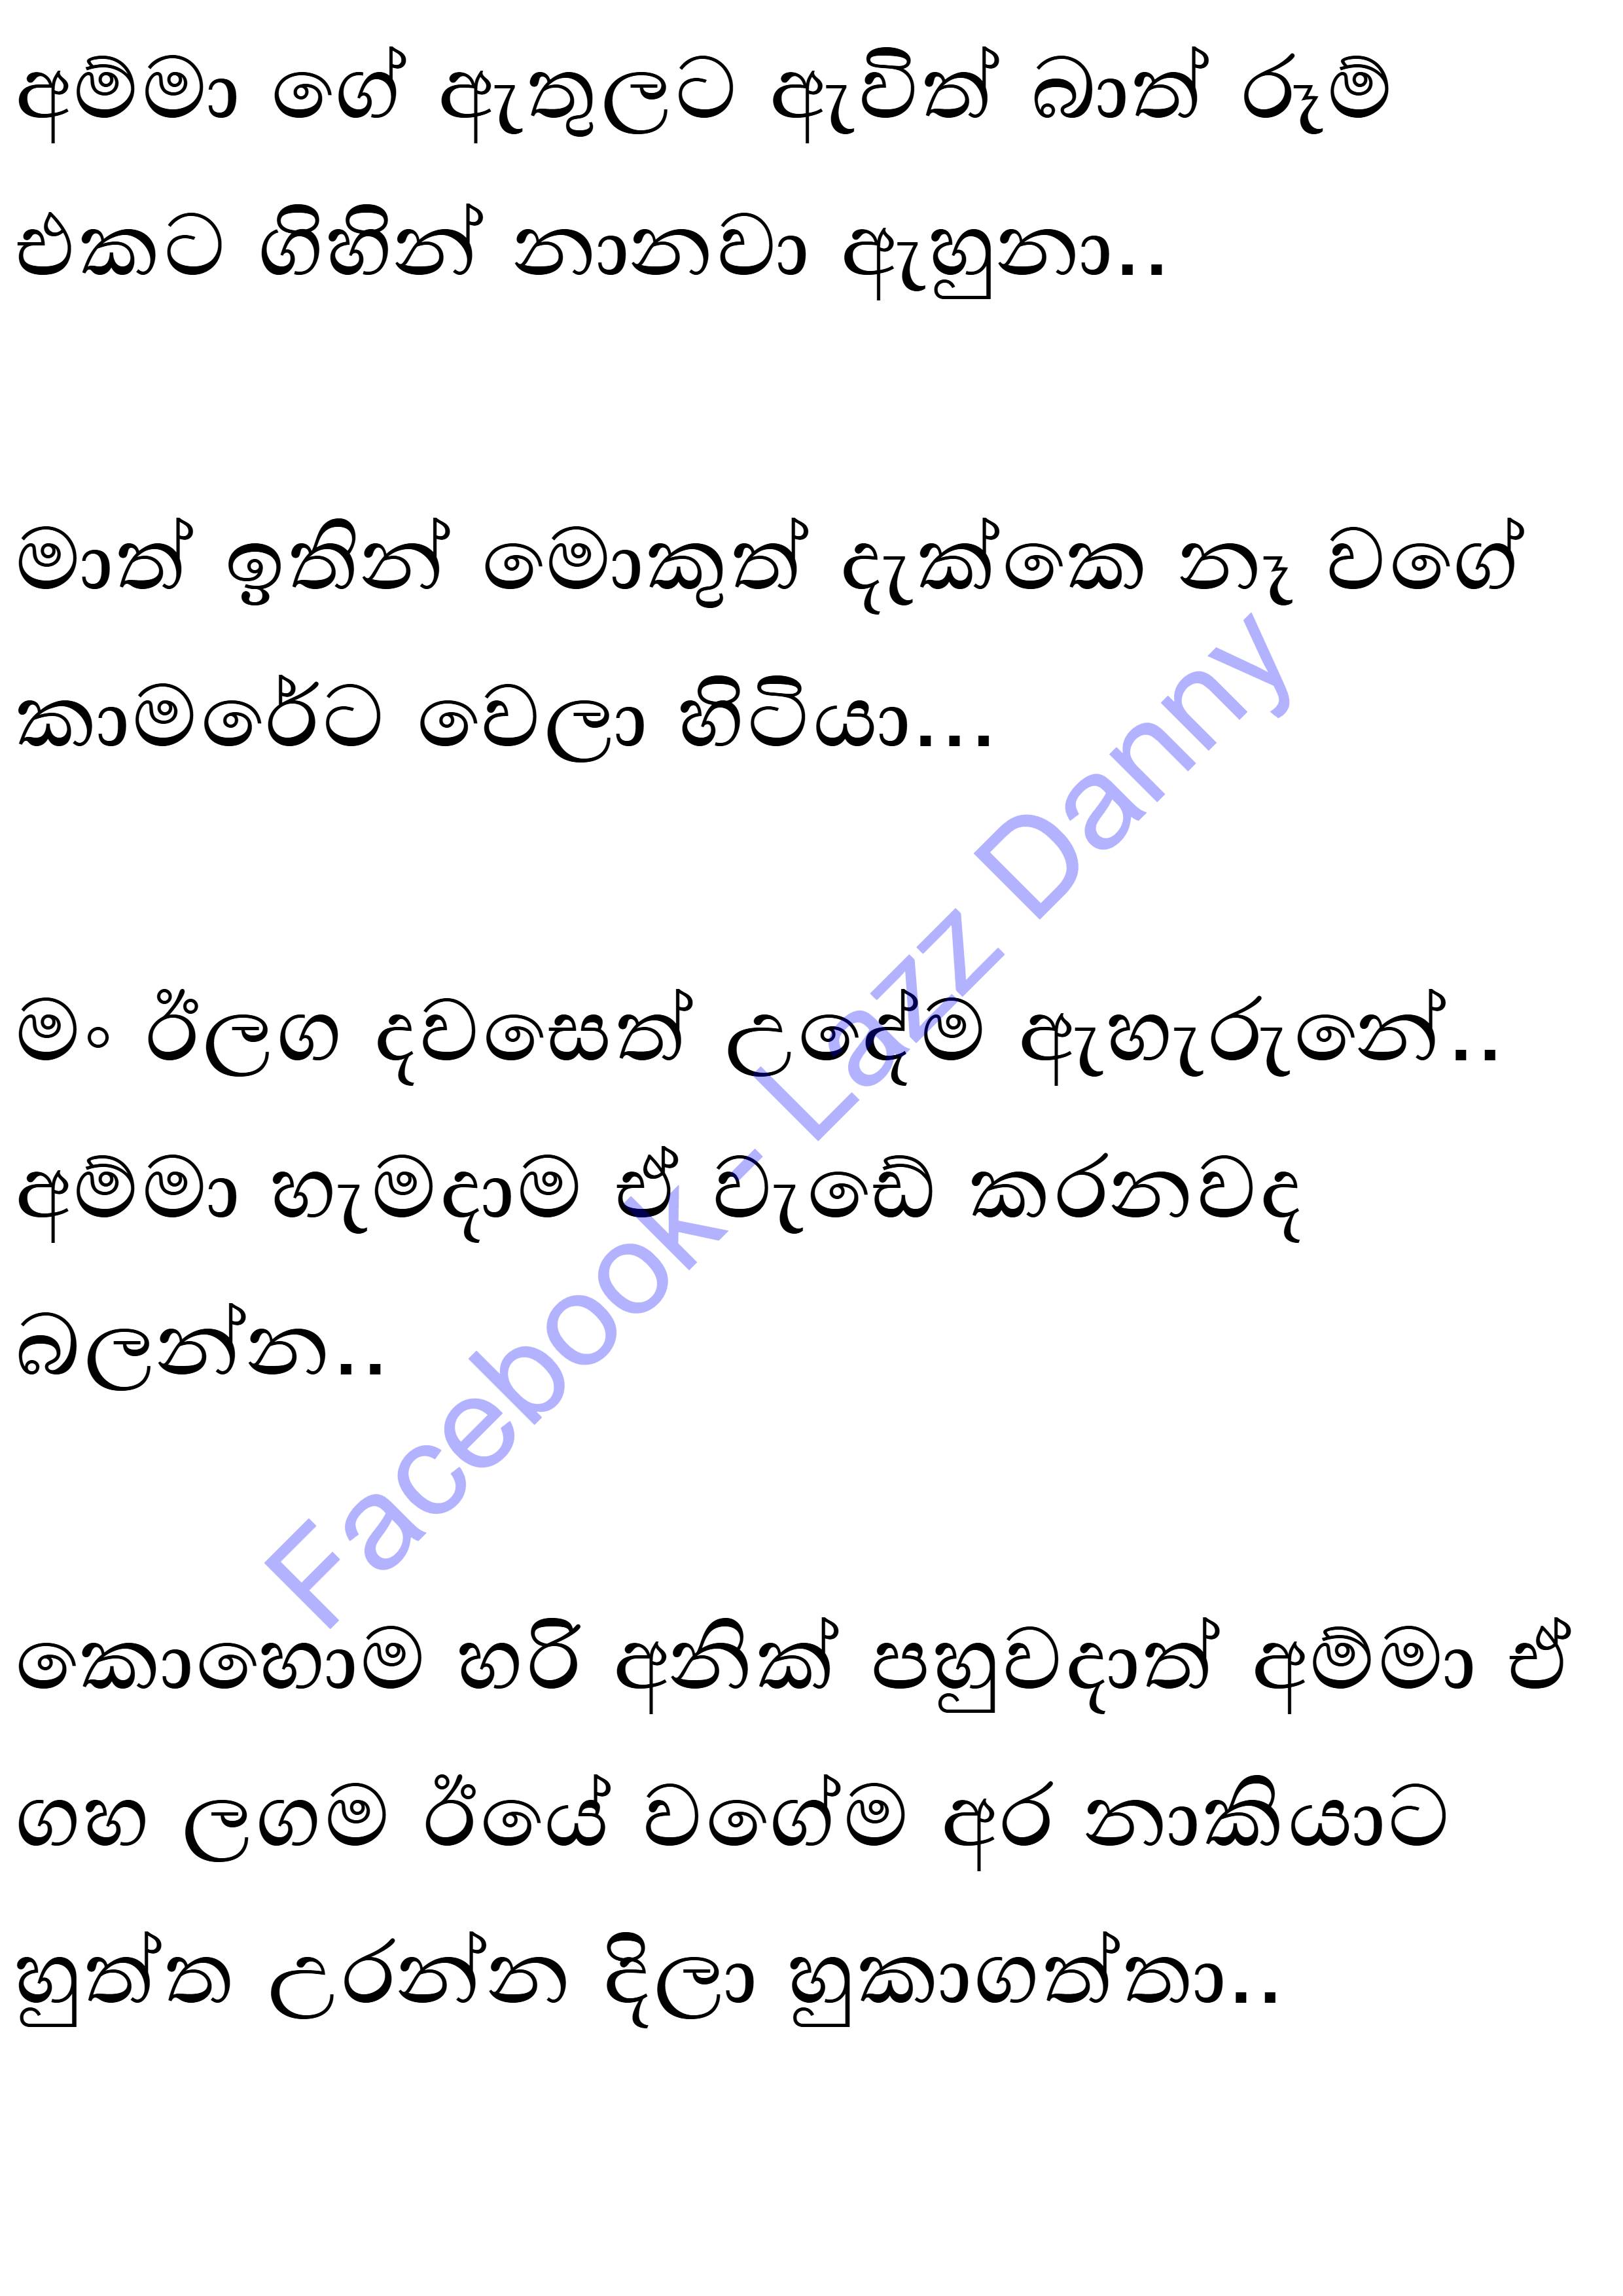 අම්මා ගේ ඇතුලට ඇවිත් බාත් රූම්
එකට ගිහින් නානවා ඇහුනා..
මාත් ඉතින් මොකුත් දැක්කෙ නෑ වගේ
කාමරේට වෙලා හිටියා...
මං ඊලග දවසෙත් උදේම ඇහැරුනේ..
අම්මා හැමදාම ඒ වැඩේ කරනවද
බලන්න..
කොහොම හරි අනික් පහුවදාත් අම්මා ඒ
ගහ ලගම ඊයේ වගේම අර නාකියාට
හුත්ත උරන්න දිලා හුකාගත්තා..
Facebook - Lazz Danny